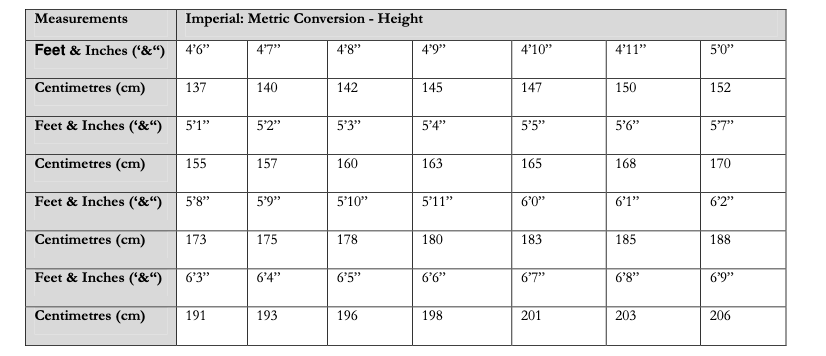 Measurements Imperial: Metric Conversion - Height
Feet & Inches (‘&“) 4’6” 4’7” 4’8” 4’9” 4’10” 4’11” 5’0”
Centimetres (cm) 137 140 142 145 147 150 152
Feet & Inches (‘&“) 5’1” 5’2” 5’3” 5’4” 5’5” 5’6” 5’7”
Centimetres (cm) 155 157 160 163 165 168 170
Feet & Inches (‘&“) 5’8” 5’9” 5’10” 5’11” 6’0” 6’1” 6’2”
Centimetres (cm) 173 175 178 180 183 185 188
Feet & Inches (‘&“) 6’3” 6’4” 6’5” 6’6” 6’7” 6’8” 6’9”
Centimetres (cm) 191 193 196 198 201 203 206